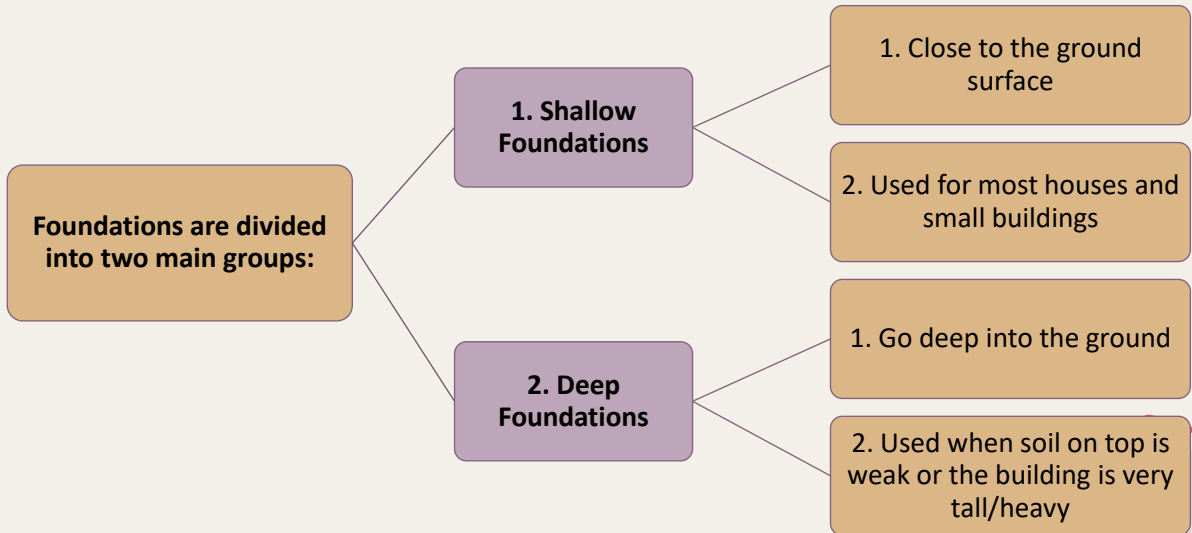 Foundations are divided
into two main groups:
1. Shallow
Foundations
1. Close to the ground
surface
2. Used for most houses and
small buildings
2. Deep
Foundations
1. Go deep into the ground
2. Used when soil on top is
weak or the building is very
tall/heavy